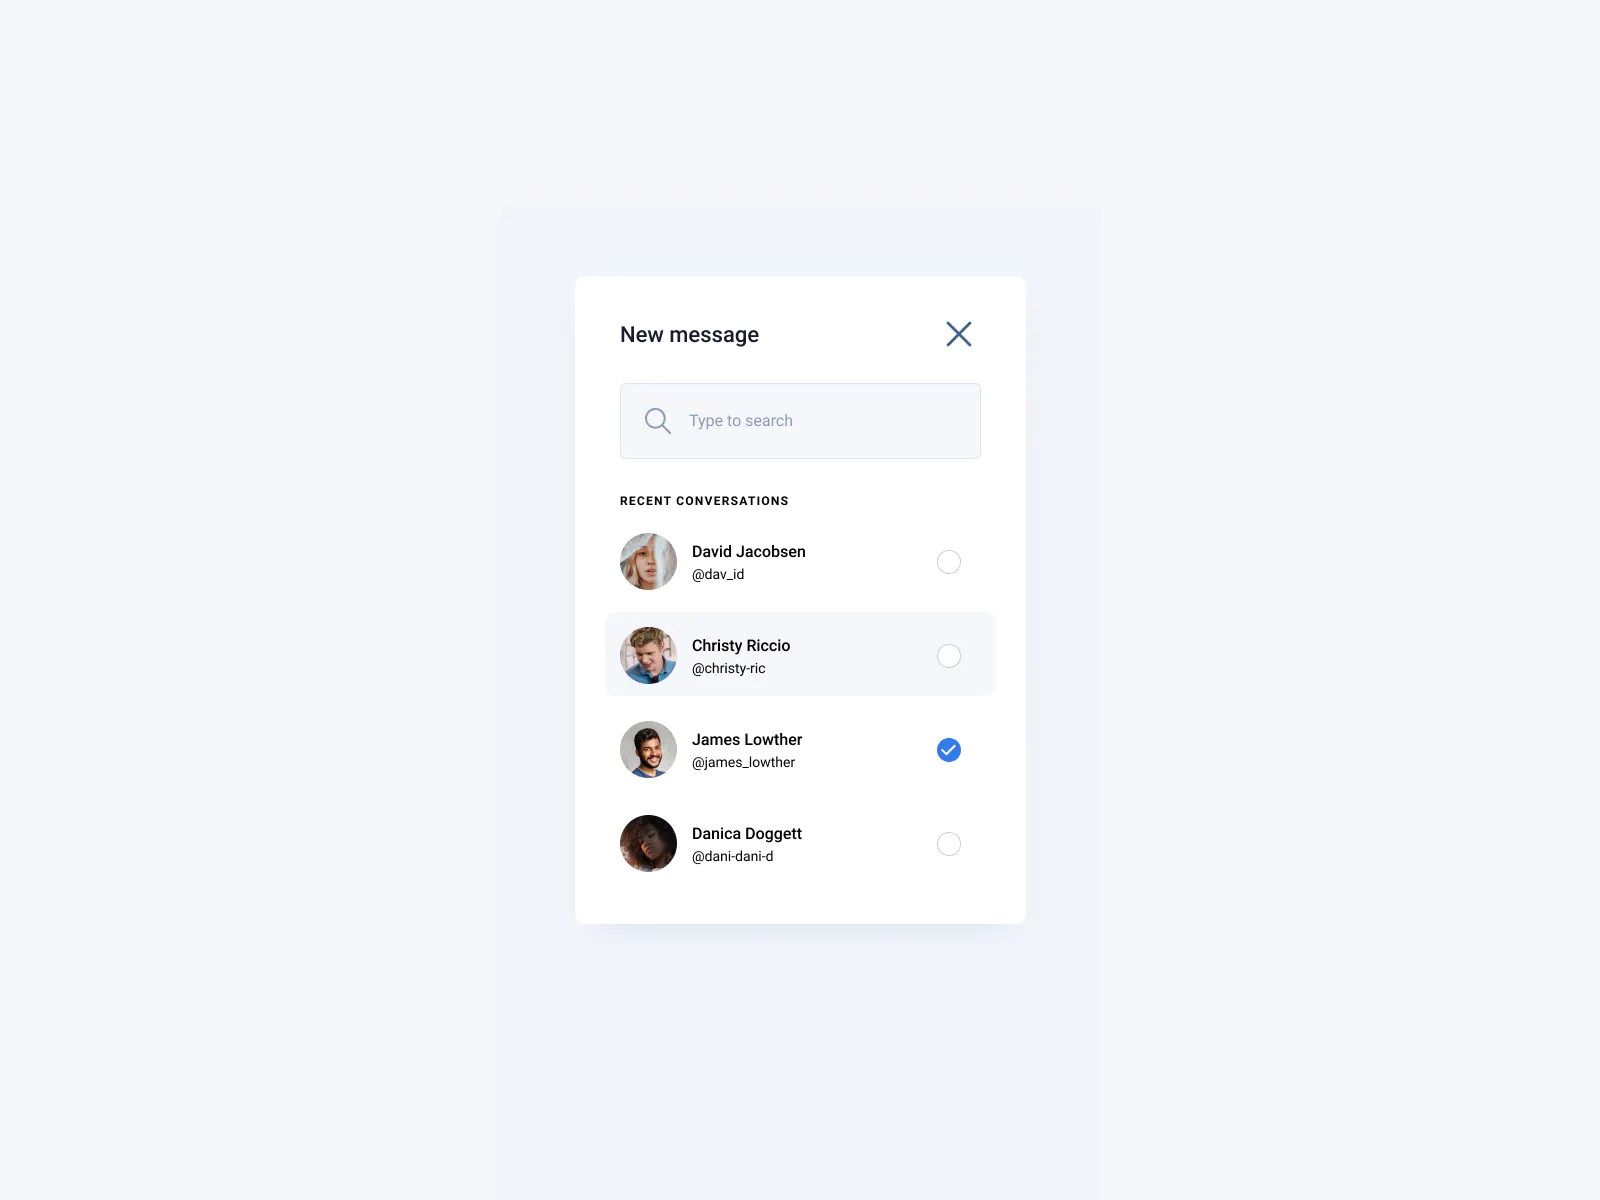 New message
Type to search
RECENT CONVERSATIONS
David Jacobsen
@dav_id
Christy Riccio
@christy-ric
James Lowther
@james_lowther
Danica Doggett
@dani-dani-d